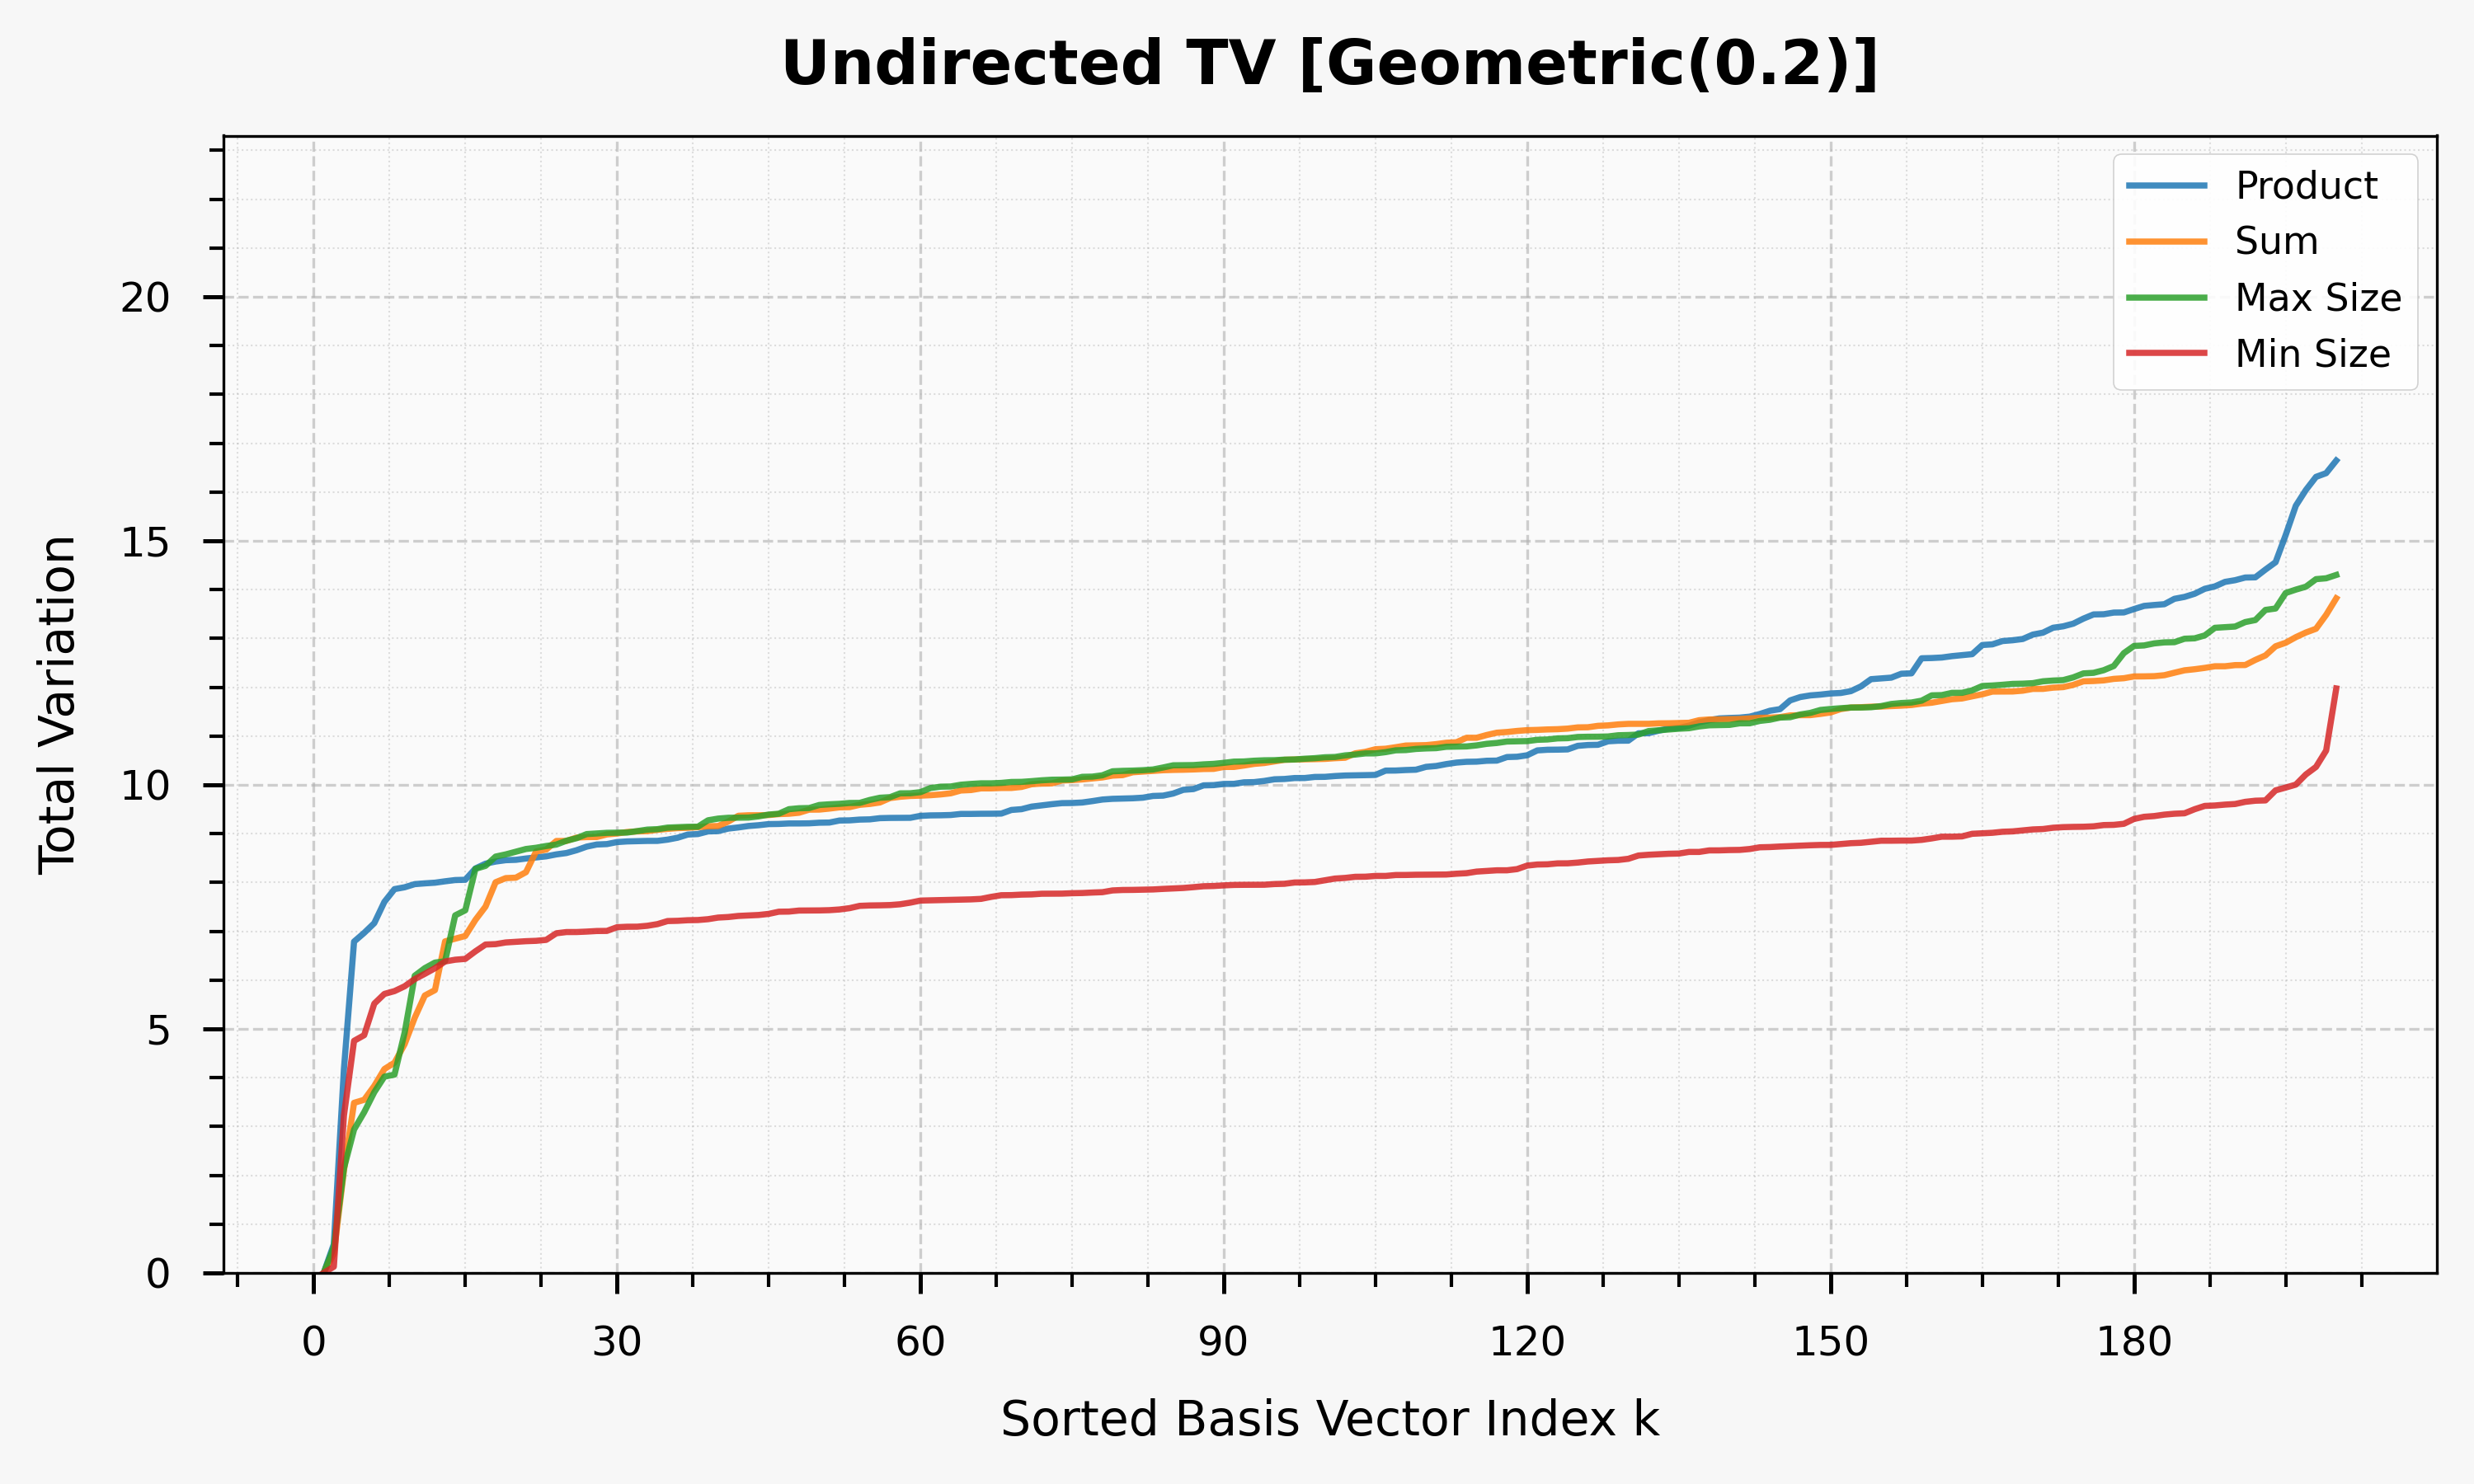 Undirected TV [Geometric(0.2)]
Product
Sum
Max Size
Min Size
20
15
10
5
0
Total Variation
0 30 60 90 120 150 180
Sorted Basis Vector Index k